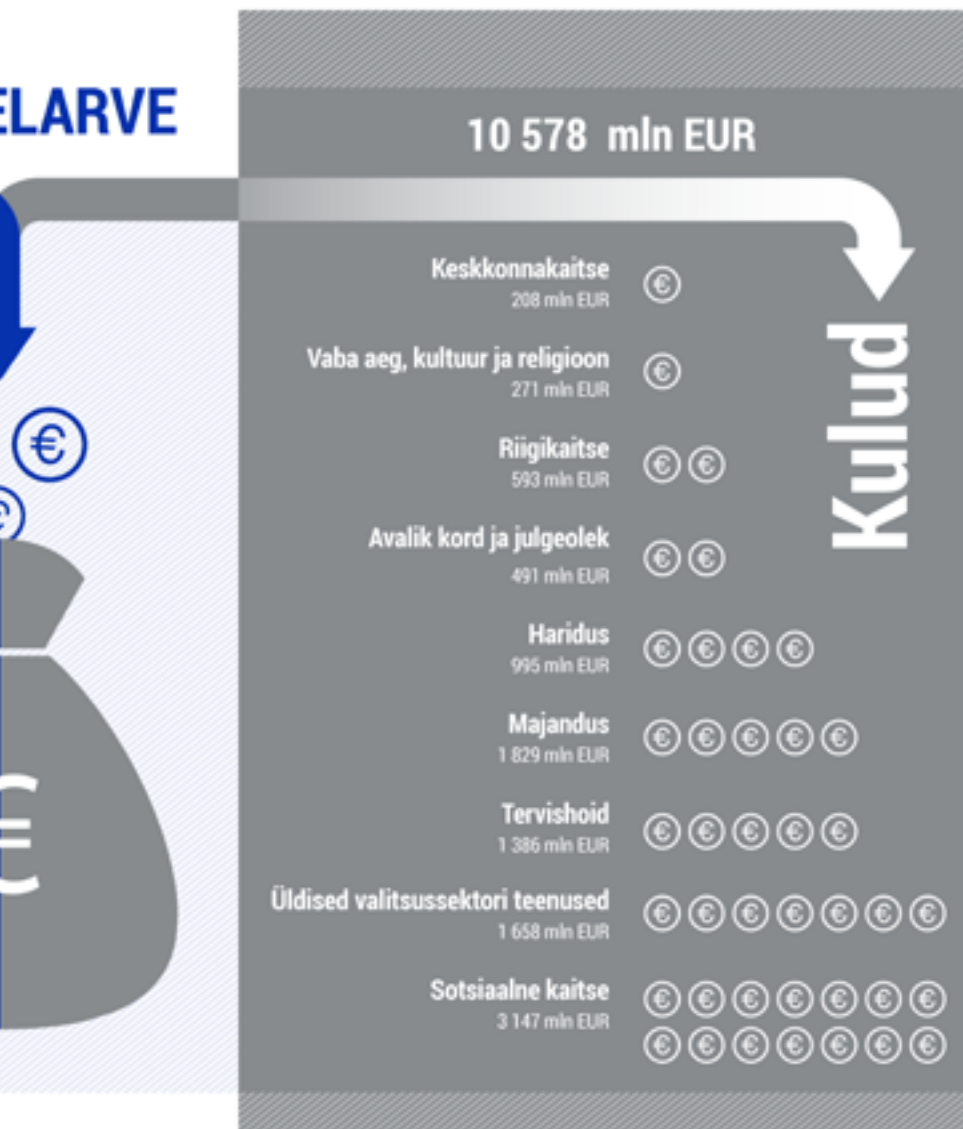 ELARVE
10 578 mln EUR
Keskkonnakaitse
208 mln EUR
Vaba aeg, kultuur ja religioon
271 mln EUR
Riigikaitse
593 mln EUR
Avalik kord ja julgeolek
491 mln EUR
Haridus
995 mln EUR
Majandus
1 829 mln EUR
Tervishoid
1 386 mln EUR
Üldised valitsussektori teenused
1 658 mln EUR
Sotsiaalne kaitse
3 147 mln EUR
Kulud